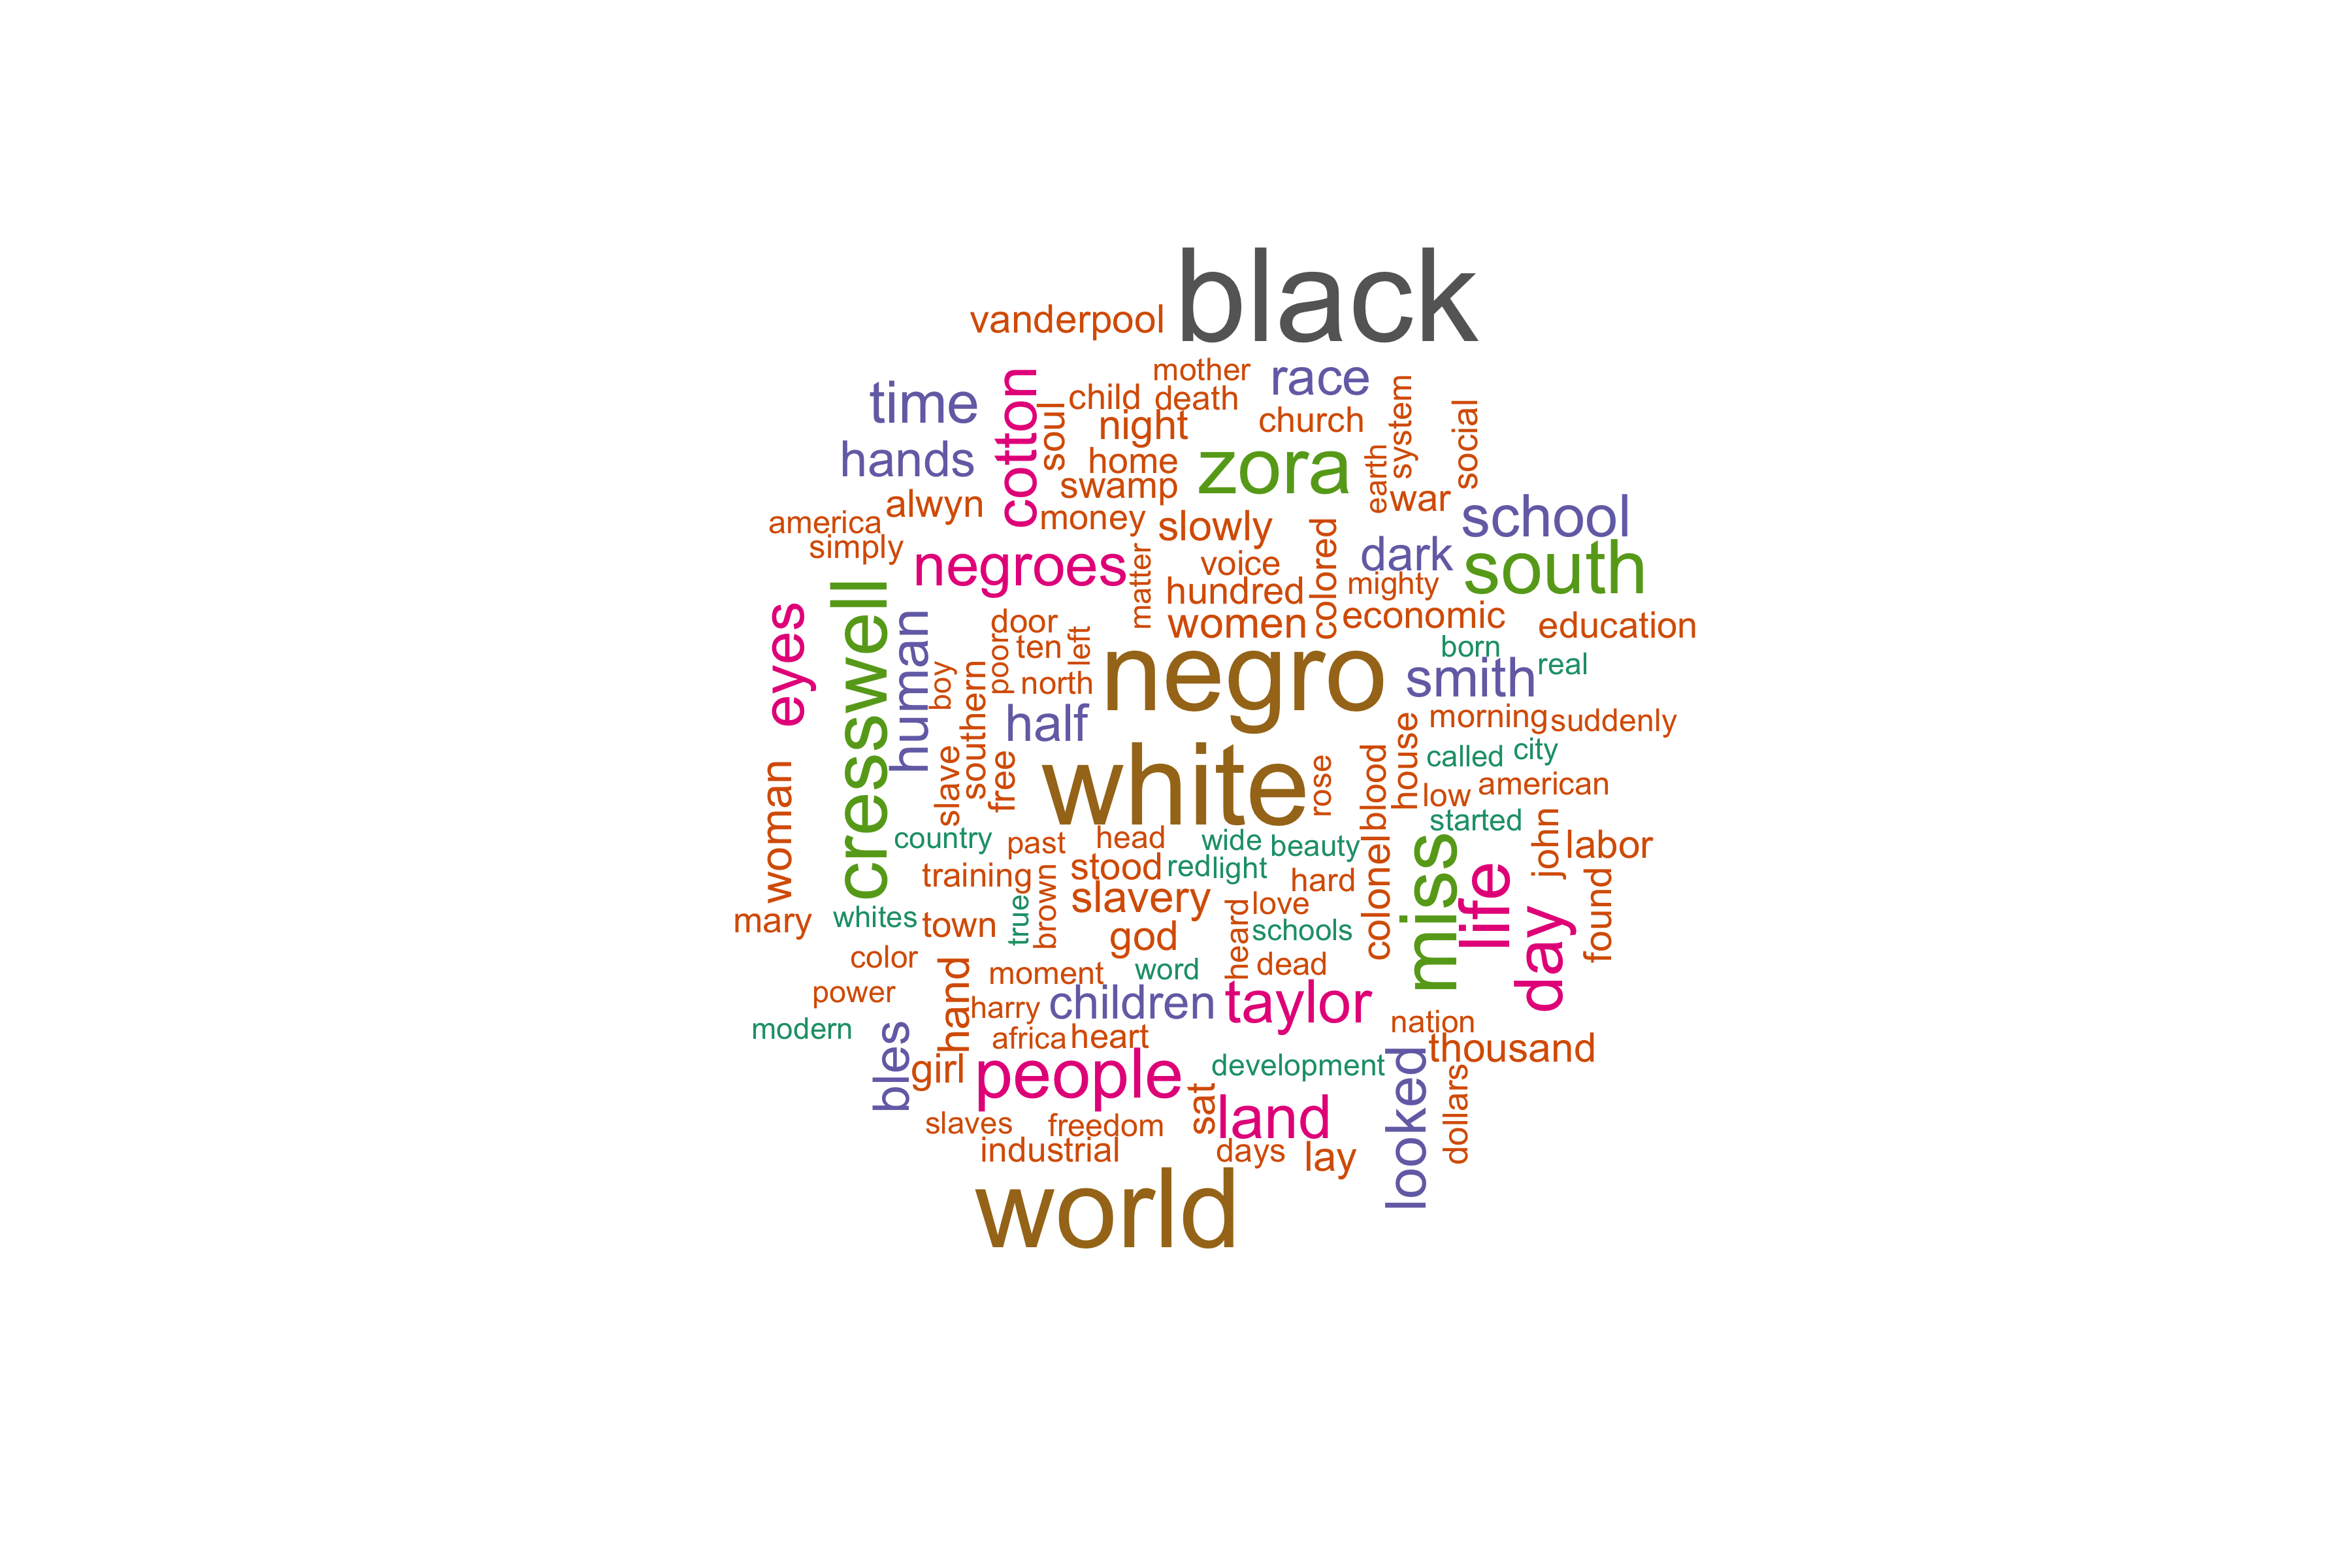 black
vanderpool
mother
race
time
cotton
child
death
soul
night
church
system
social
hands
home
zora
earth
swamp
war
alwyn
money
school
america
slowly
simply
negroes
matter
voice
colored
dark
south
hundred
mighty
cresswell
eyes
human
door
women
economic
education
ten
left
poor
born
boy
north
negro
smith
real
southern
half
morning
suddenly
house
white
called
city
slave
free
rose
blood
low
american
woman
started
country
past
head
wide
beauty
john
labor
training
stood
red
light
hard
colonel
miss
life
found
brown
slavery
love
mary
whites
town
true
god
heard
schools
day
color
moment
word
dead
power
hand
harry
children
taylor
modern
bles
africa
heart
nation
thousand
girl
people
development
looked
dollars
sat
land
slaves
freedom
industrial
days
lay
world